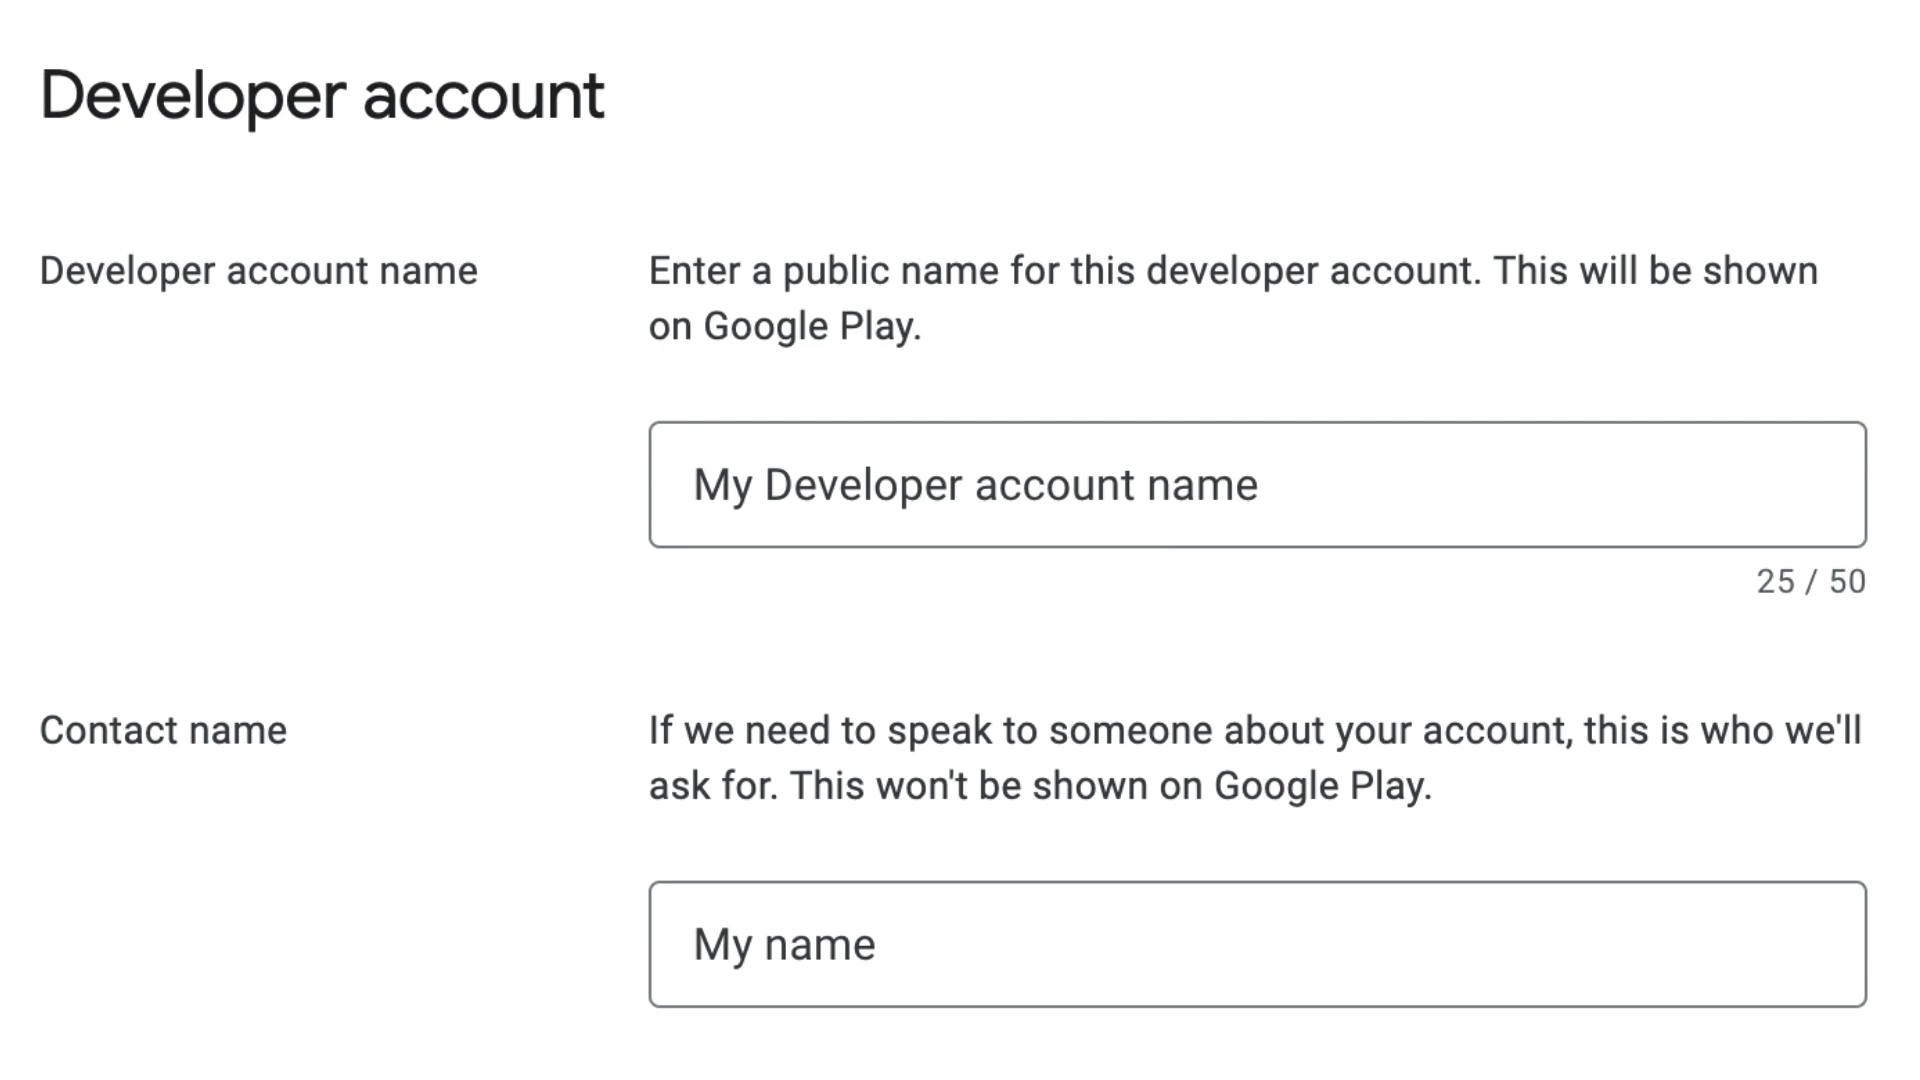 Developer account
Developer account name
Enter a public name for this developer account. This will be shown
on Google Play.
My Developer account name
25 / 50
Contact name
If we need to speak to someone about your account, this is who we'll
ask for. This won't be shown on Google Play.
My name